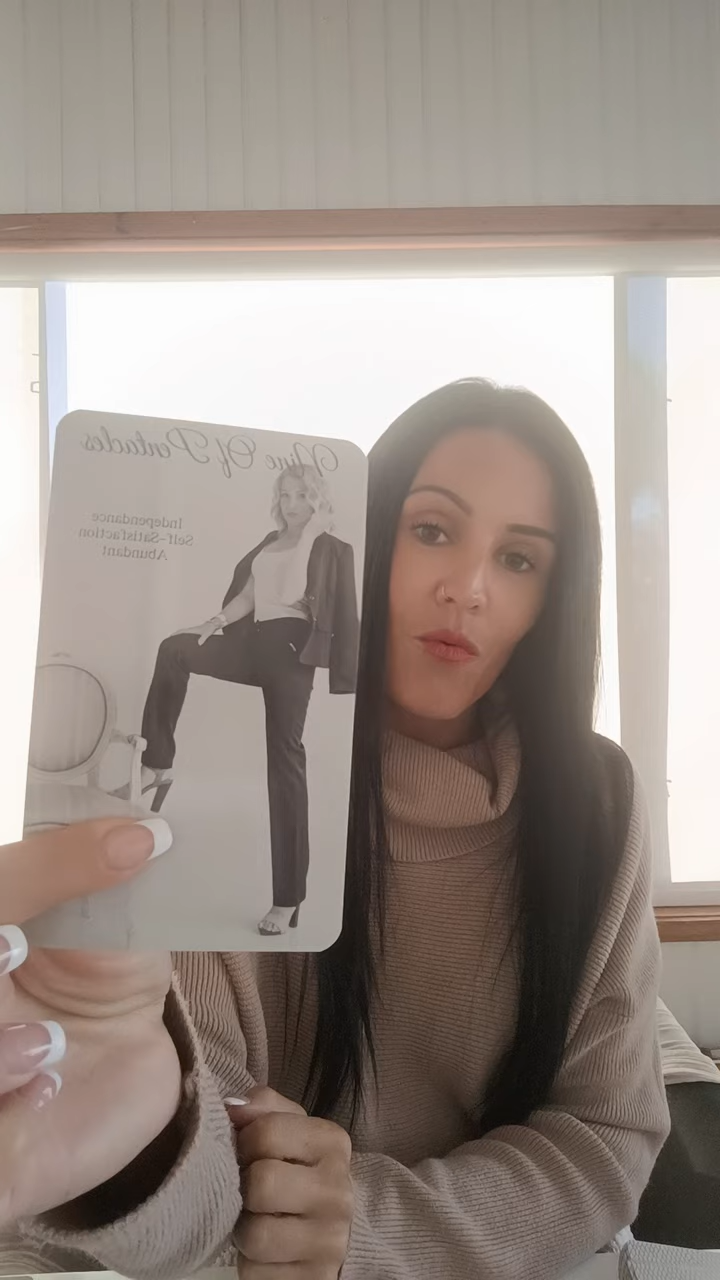 Nine Of Pentacles
Independance
Self-Satisfaction
Abundant